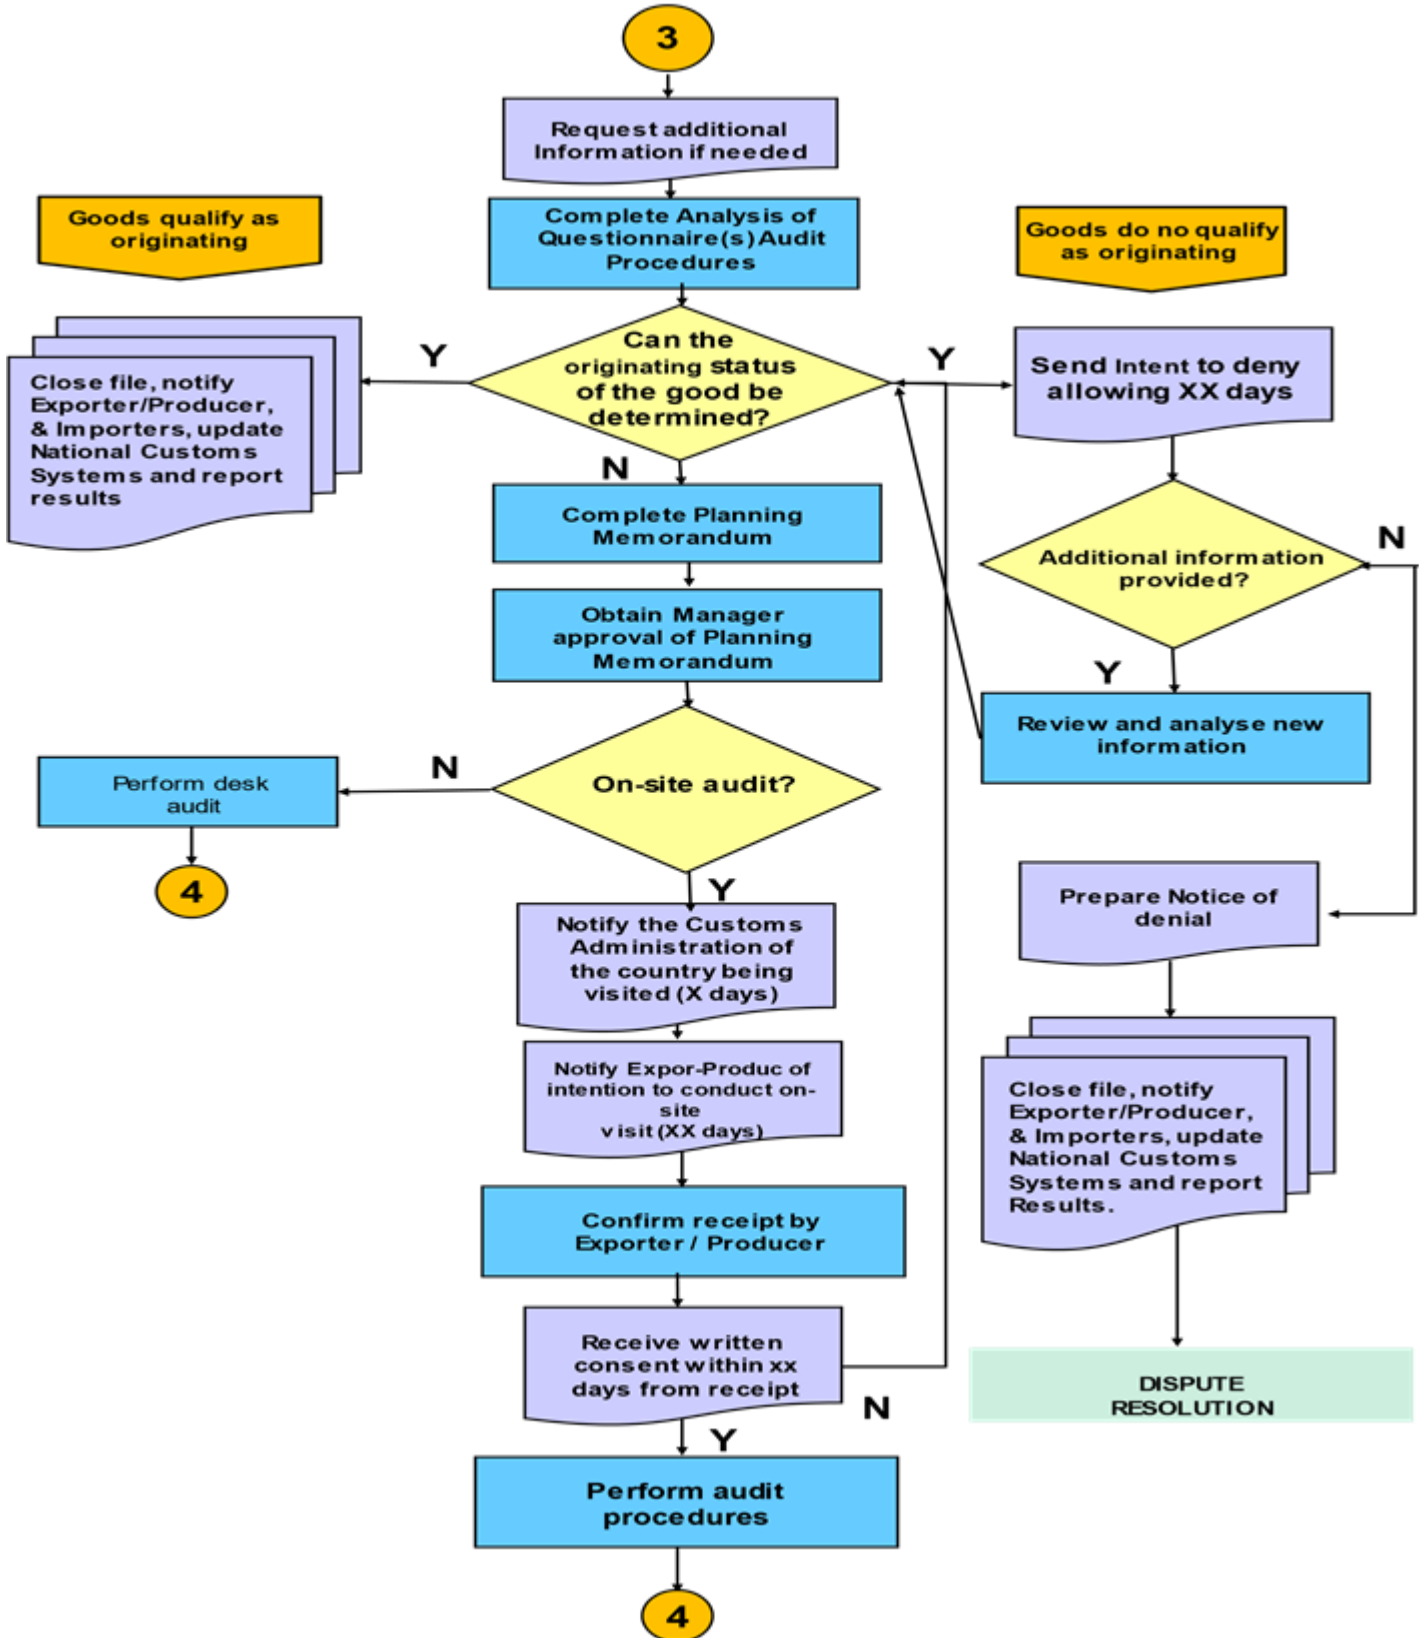 3
Request additional
Information if needed
Complete Analysis of
Questionnaire(s) Audit
Procedures
Goods qualify as
originating
Goods do no qualify
as originating
Can the
originating status
of the good be
determined?
Y
Y
N
Close file, notify
Exporter/Producer,
& Importers, update
National Customs
Systems and report
results
Send Intent to deny
allowing XX days
Complete Planning
Memorandum
Additional information
provided?
N
Y
Obtain Manager
approval of Planning
Memorandum
Review and analyse new
information
On-site audit?
N
Y
Perform desk
audit
4
Notify the Customs
Administration of
the country being
visited (X days)
Prepare Notice of
denial
Notify Expor-Produc of
intention to conduct on-
site
visit (XX days)
Close file, notify
Exporter/Producer,
& Importers, update
National Customs
Systems and report
Results.
Confirm receipt by
Exporter / Producer
Receive written
consent within xx
days from receipt
N
Y
DISPUTE
RESOLUTION
Perform audit
procedures
4